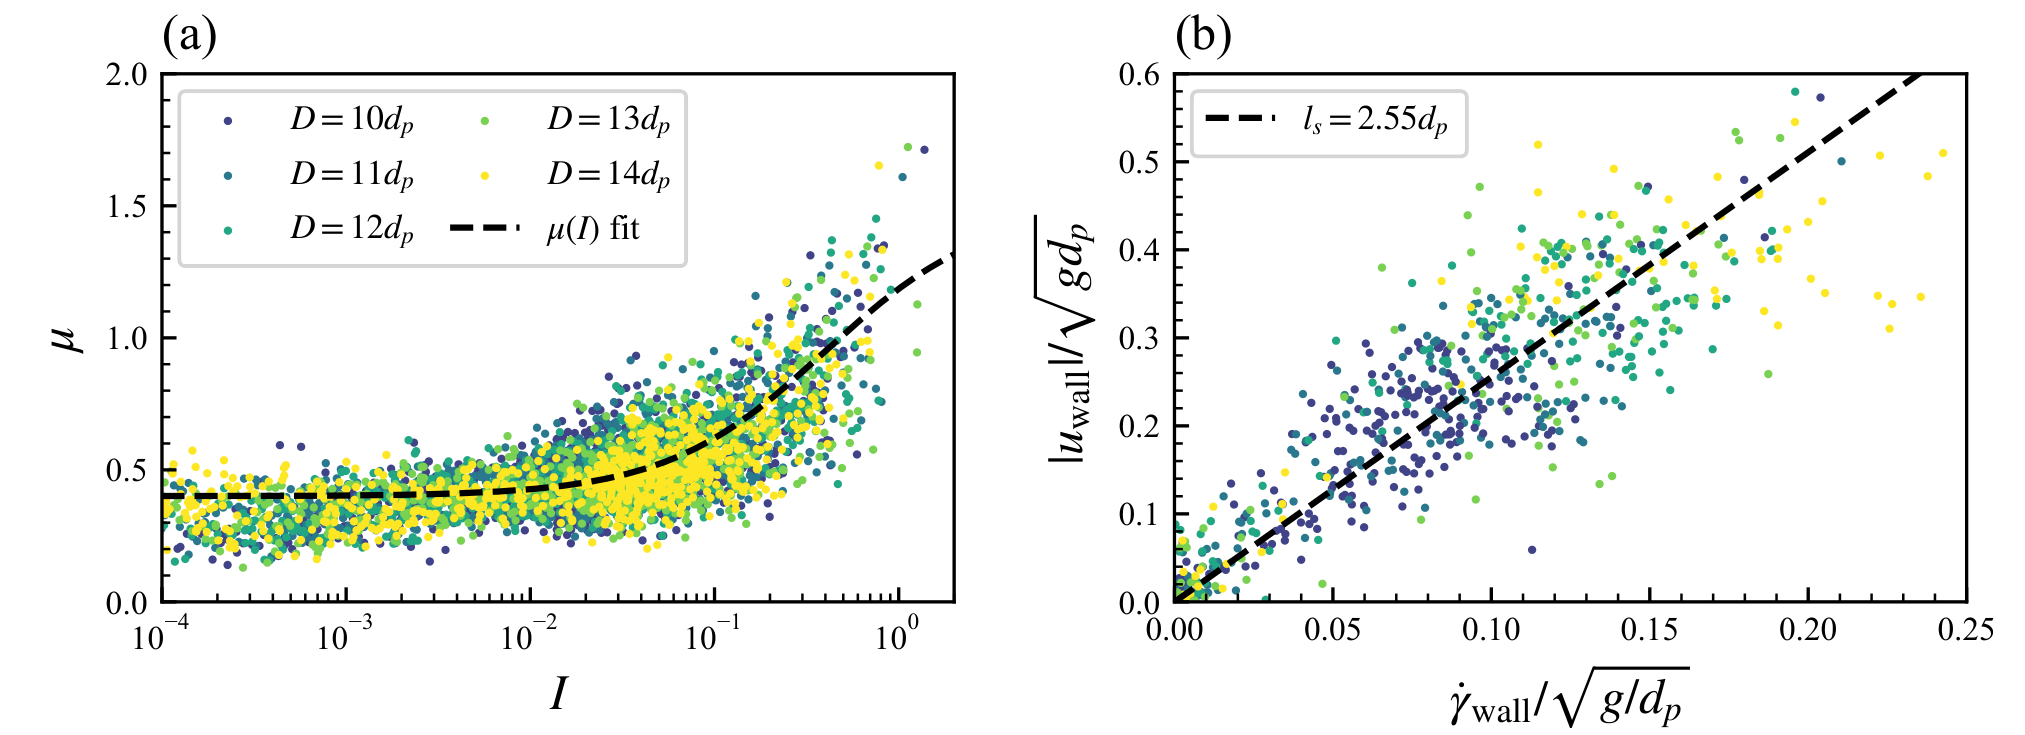 (a)
2.0
1.5
1.0
0.5
0.0
μ
D = 10d_p
D = 11d_p
D = 12d_p
D = 13d_p
D = 14d_p
μ(I) fit
10⁻⁴ 10⁻³ 10⁻² 10⁻¹ 10⁰
I
(b)
0.6
0.5
0.4
0.3
0.2
0.1
0.0
|u_wall|/√gd_p
l_s = 2.55d_p
0.00 0.05 0.10 0.15 0.20 0.25
γ̇_wall/√g/d_p